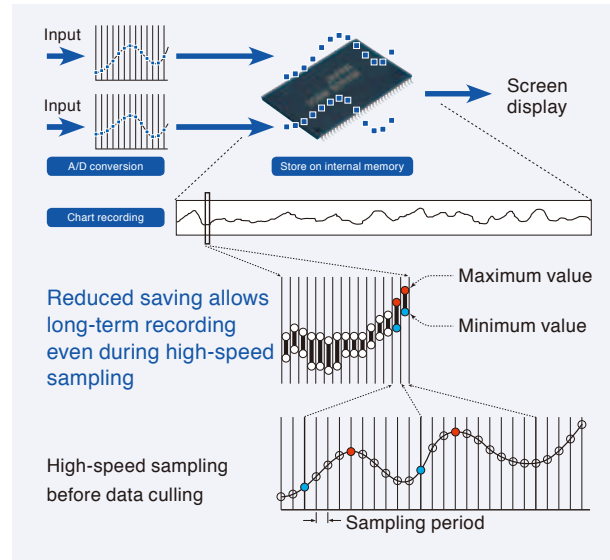 Input
Input
Screen
display
A/D conversion
Store on internal memory
Chart recording
Maximum value
Minimum value
Reduced saving allows
long-term recording
even during high-speed
sampling
High-speed sampling
before data culling
Sampling period